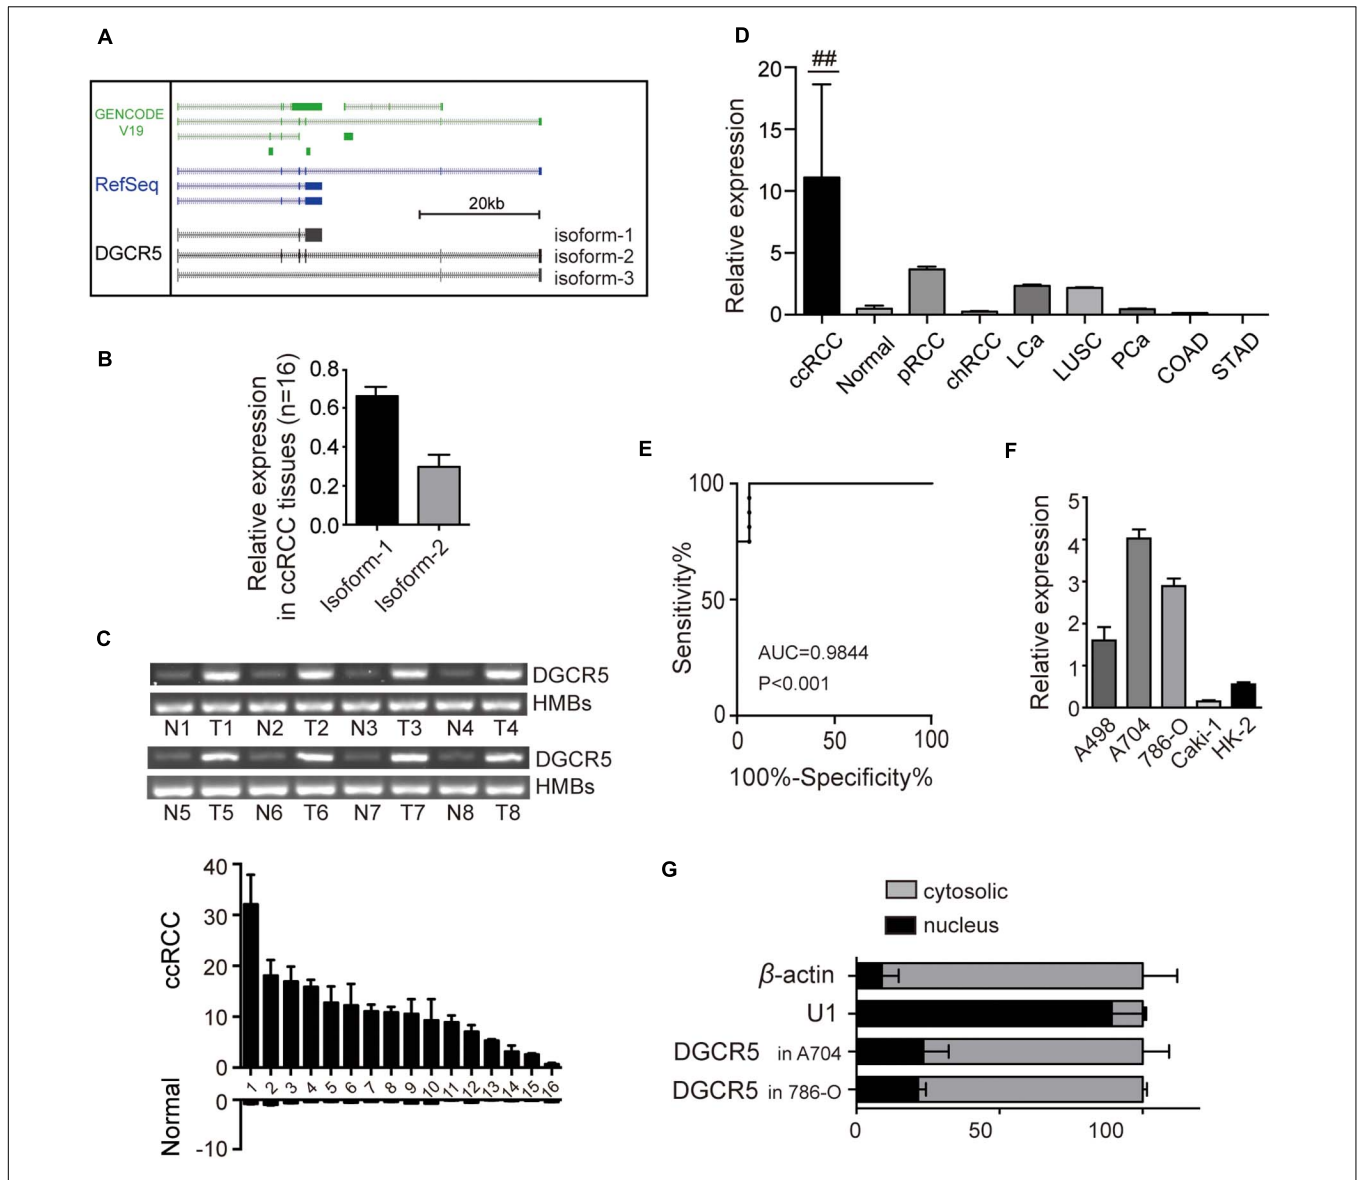 A
GENCODE
V19
RefSeq
20kb
DGCR5
isoform-1
isoform-2
isoform-3
B
Relative expression
in ccRCC tissues (n=16)
0.8
0.6
0.4
0.2
0.0
Isoform-1
Isoform-2
C
DGCR5
HMBs
N1 T1 N2 T2 N3 T3 N4 T4
DGCR5
HMBs
N5 T5 N6 T6 N7 T7 N8 T8
ccRCC
40
30
20
10
0
1 2 3 4 5 6 7 8 9 10 11 12 13 14 15 16
Normal
0
-10
D
##
Relative expression
20
15
10
5
0
ccRCC
Normal
pRCC
chRCC
LCa
LUSC
PCa
COAD
STAD
E
Sensitivity%
100
50
0
AUC=0.9844
P<0.001
0 50 100
100%-Specificity%
F
Relative expression
5
4
3
2
1
0
A498
A704
786-O
Caki-1
HK-2
G
cytosolic
nucleus
β-actin
U1
DGCR5 in A704
DGCR5 in 786-O
0 50 100